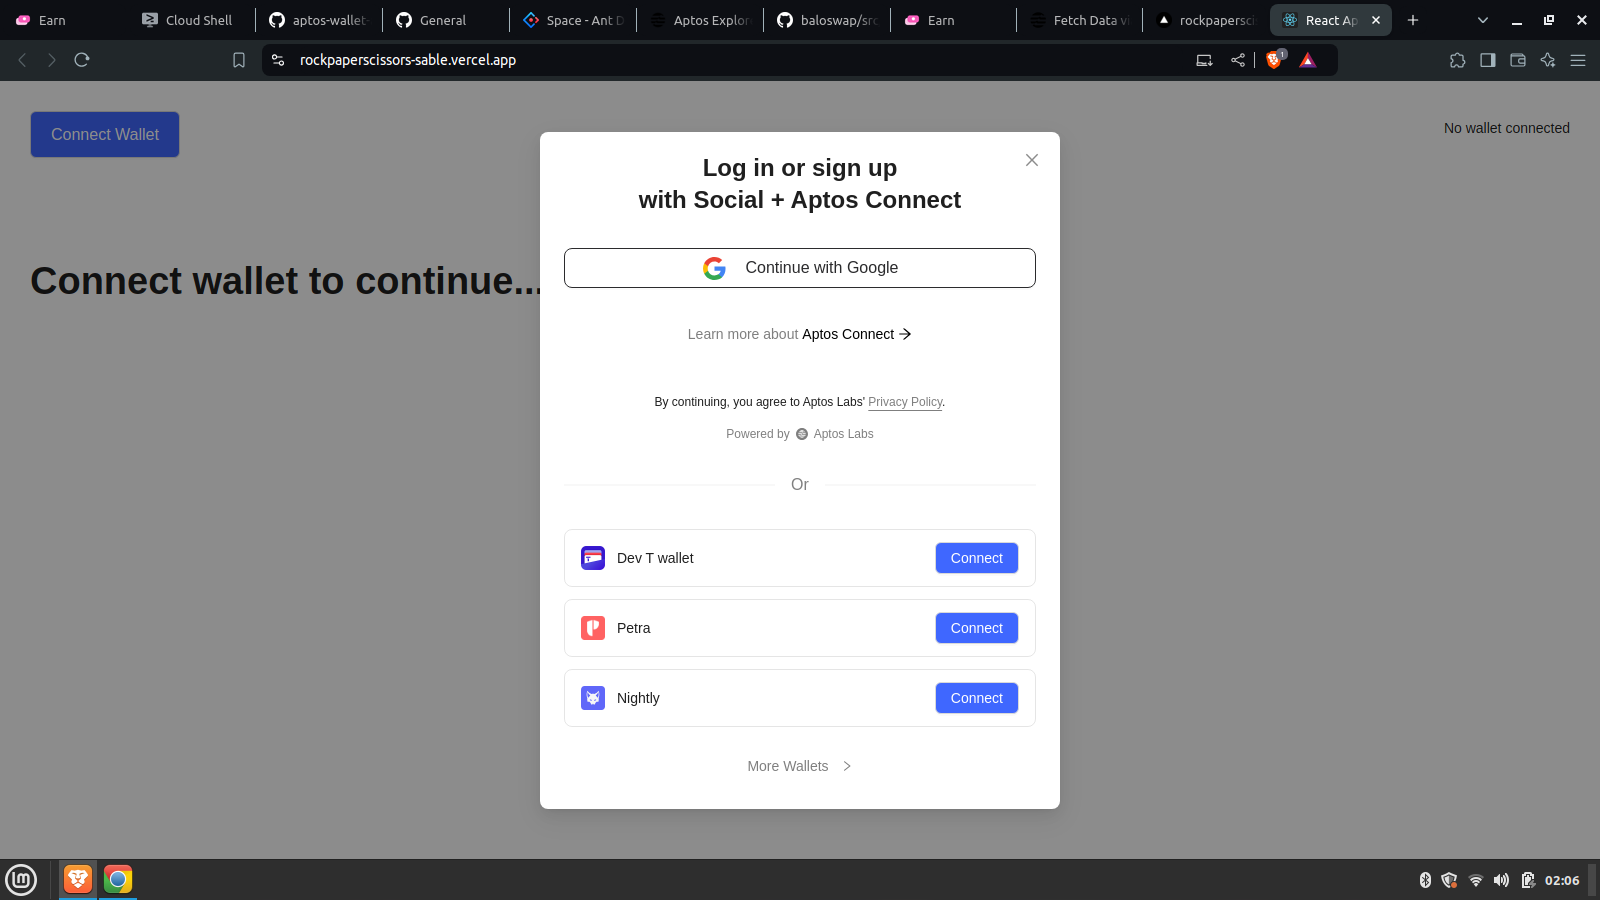 Earn
Cloud Shell
aptos-wallet-
General
Space - Ant D
Aptos Explor
baloswap/src
Earn
Fetch Data vi
rockpapersci
React Ap
rockpaperscissors-sable.vercel.app
1
Connect Wallet
No wallet connected
Connect wallet to continue...
Log in or sign up
with Social + Aptos Connect
Continue with Google
Learn more about Aptos Connect →
By continuing, you agree to Aptos Labs' Privacy Policy.
Powered by Aptos Labs
Or
Dev T wallet
Connect
Petra
Connect
Nightly
Connect
More Wallets >
02:06